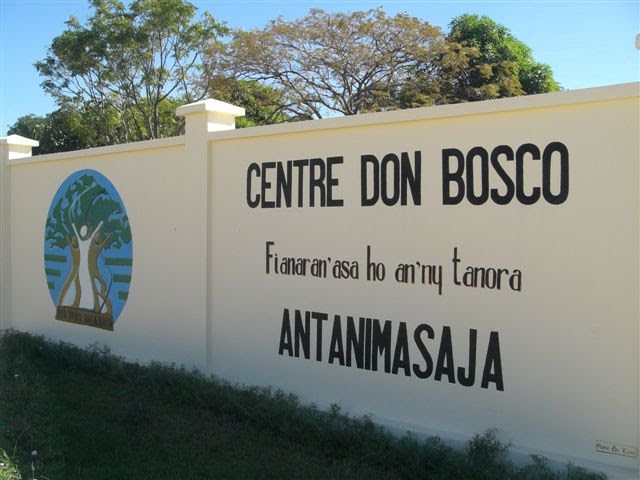 CENTRE DON BOSCO
Fianaran'asa ho an'ny tanora
ANTANIMASAJA